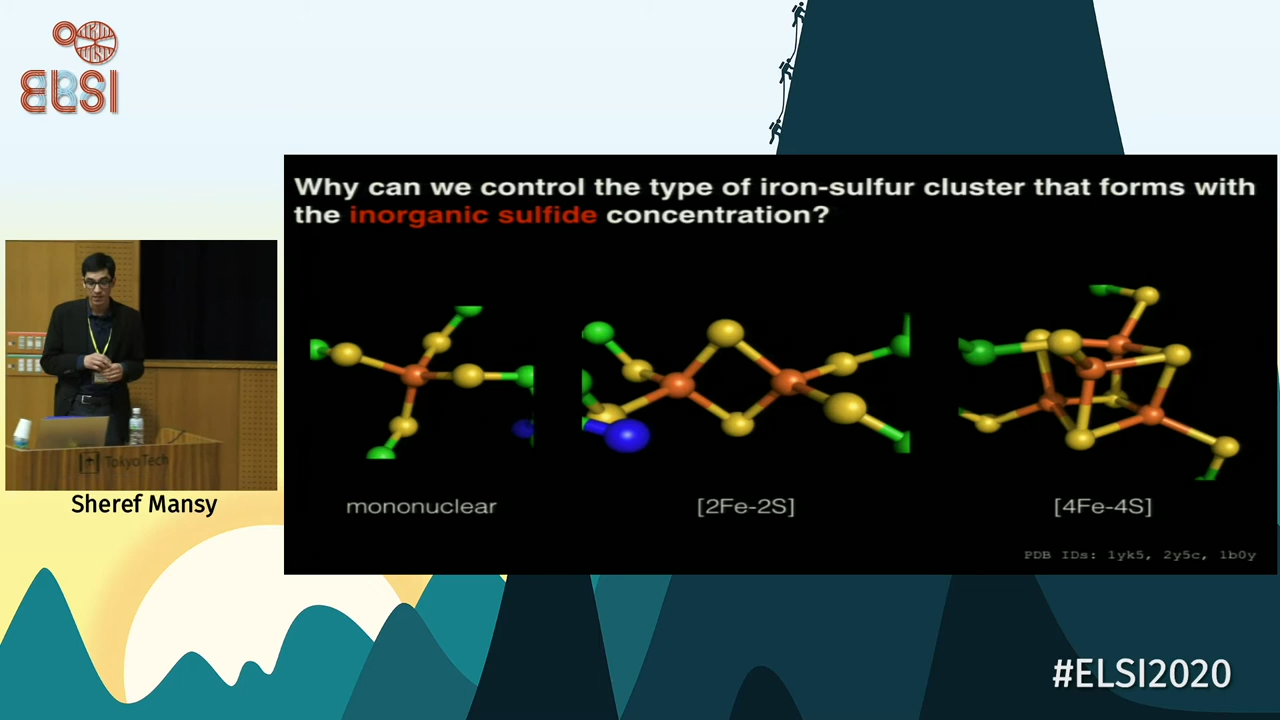 ELSI
Why can we control the type of iron-sulfur cluster that forms with
the inorganic sulfide concentration?
mononuclear
[2Fe-2S]
[4Fe-4S]
PDB IDs: 1yk5, 2y5c, 1b0y
TokyoTech
Sheref Mansy
#ELSI2020